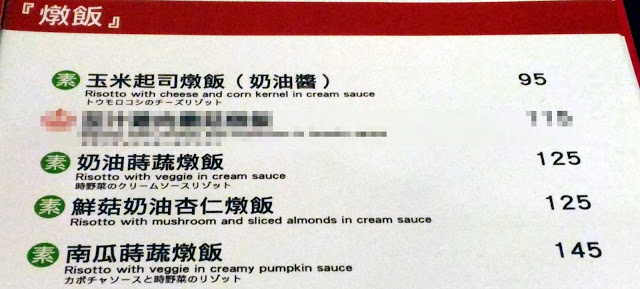 『燉飯』
素 玉米起司燉飯（奶油醬） 95
Risotto with cheese and corn kernel in cream sauce
トウモロコシのチーズリゾット
115
素 奶油蒔蔬燉飯 125
Risotto with veggie in cream sauce
時野菜のクリームソースリゾット
素 鮮菇奶油杏仁燉飯 125
Risotto with mushroom and sliced almonds in cream sauce
素 南瓜蒔蔬燉飯 145
Risotto with veggie in creamy pumpkin sauce
カボチャソースと時野菜のリゾット